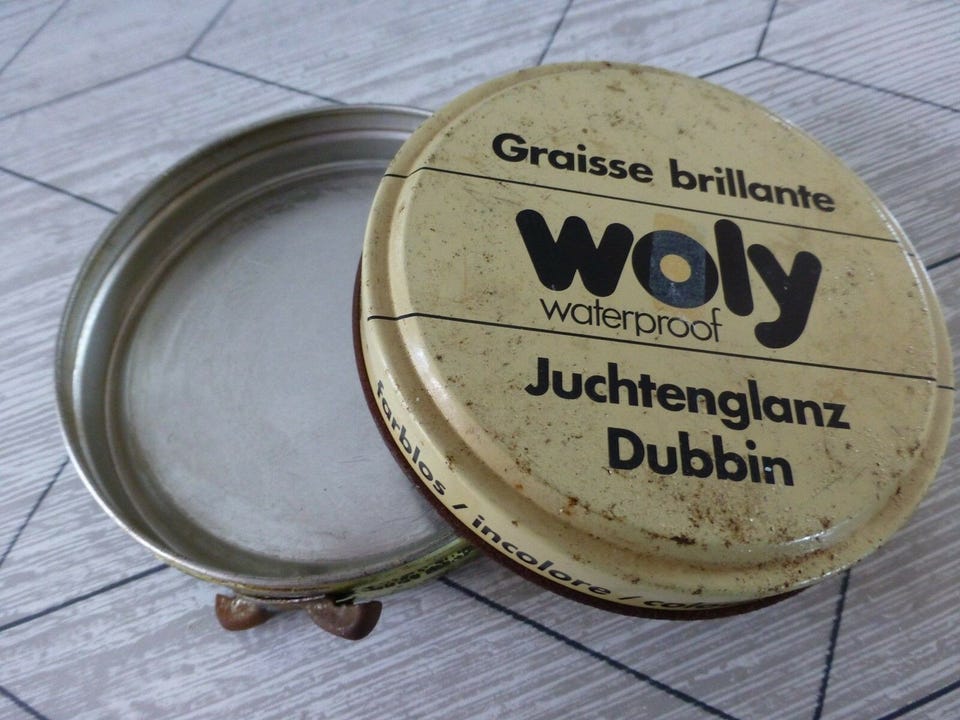 Graisse brillante
woly
waterproof
Juchtenglanz
Dubbin
farblos / incolore /